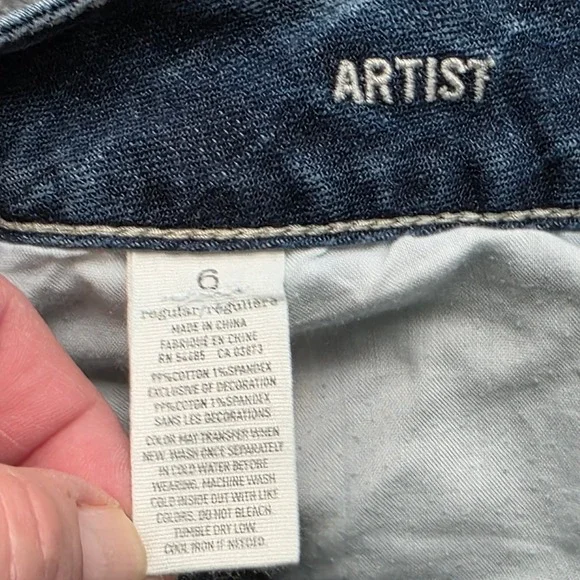 ARTIST
6
regular/régulière
MADE IN CHINA
FABRIQUÉ EN CHINE
RN 54485 CA 03873
99%COTTON 1%SPANDEX
EXCLUSIVE OF DECORATION
99%COTON 1%SPANDEX
SANS LES DECORATIONS
COLOR MAY TRANSFER WHEN
NEW. WASH ONCE SEPARATELY
IN COLD WATER BEFORE
WEARING. MACHINE WASH
COLD INSIDE OUT WITH LIKE
COLORS. DO NOT BLEACH.
TUMBLE DRY LOW.
COOL IRON IF NEEDED.